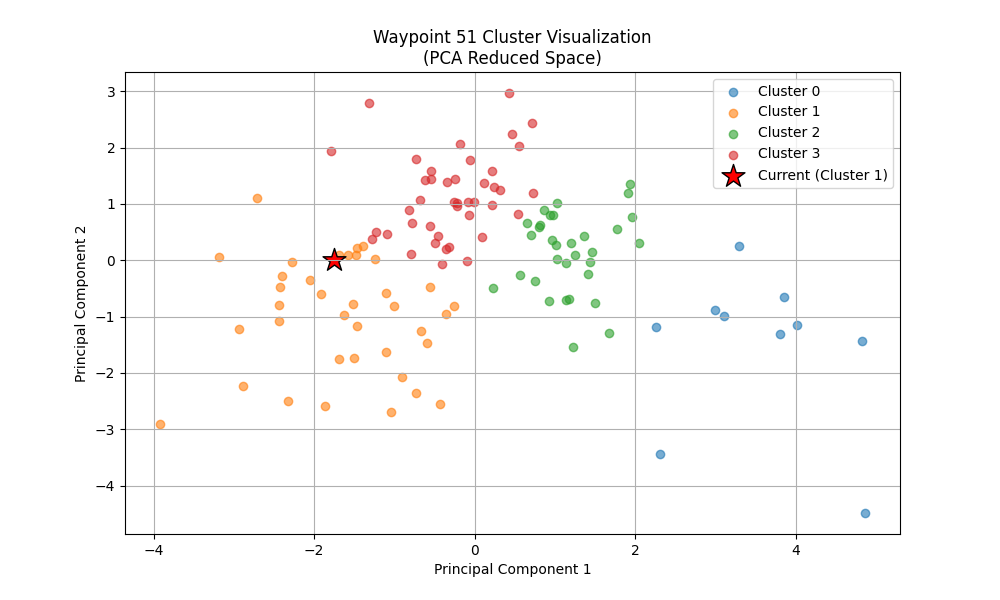 Waypoint 51 Cluster Visualization
(PCA Reduced Space)
Cluster 0
Cluster 1
Cluster 2
Cluster 3
Current (Cluster 1)
Principal Component 2
3
2
1
0
−1
−2
−3
−4
−4
−2
0
2
4
Principal Component 1